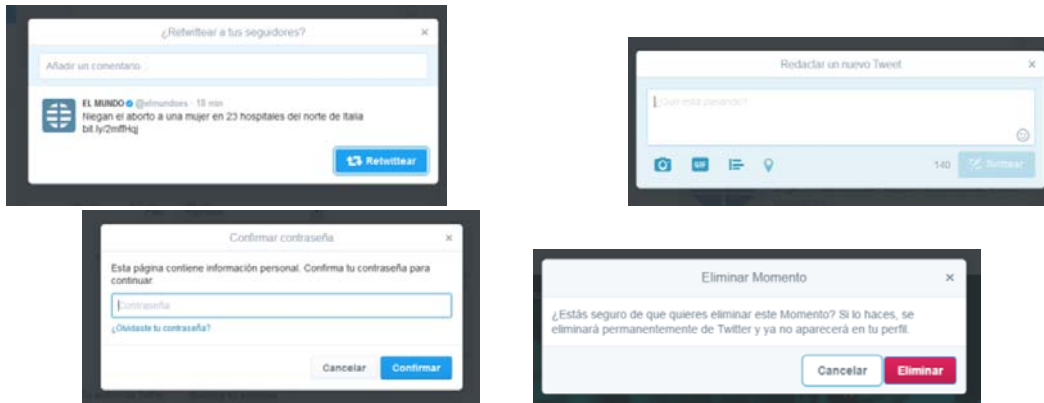 ¿Retwittear a tus seguidores?
×
Añadir un comentario...
EL MUNDO @elmundoes · 18 min
Niegan el aborto a una mujer en 23 hospitales del norte de Italia
bit.ly/2mffHqj
Retwittear
Redactar un nuevo Tweet
×
¿Qué está pasando?
GIF
140
Twittear
Confirmar contraseña
×
Esta página contiene información personal. Confirma tu contraseña para
continuar.
Contraseña
¿Olvidaste tu contraseña?
Cancelar
Confirmar
Eliminar Momento
×
¿Estás seguro de que quieres eliminar este Momento? Si lo haces, se
eliminará permanentemente de Twitter y ya no aparecerá en tu perfil.
Cancelar
Eliminar